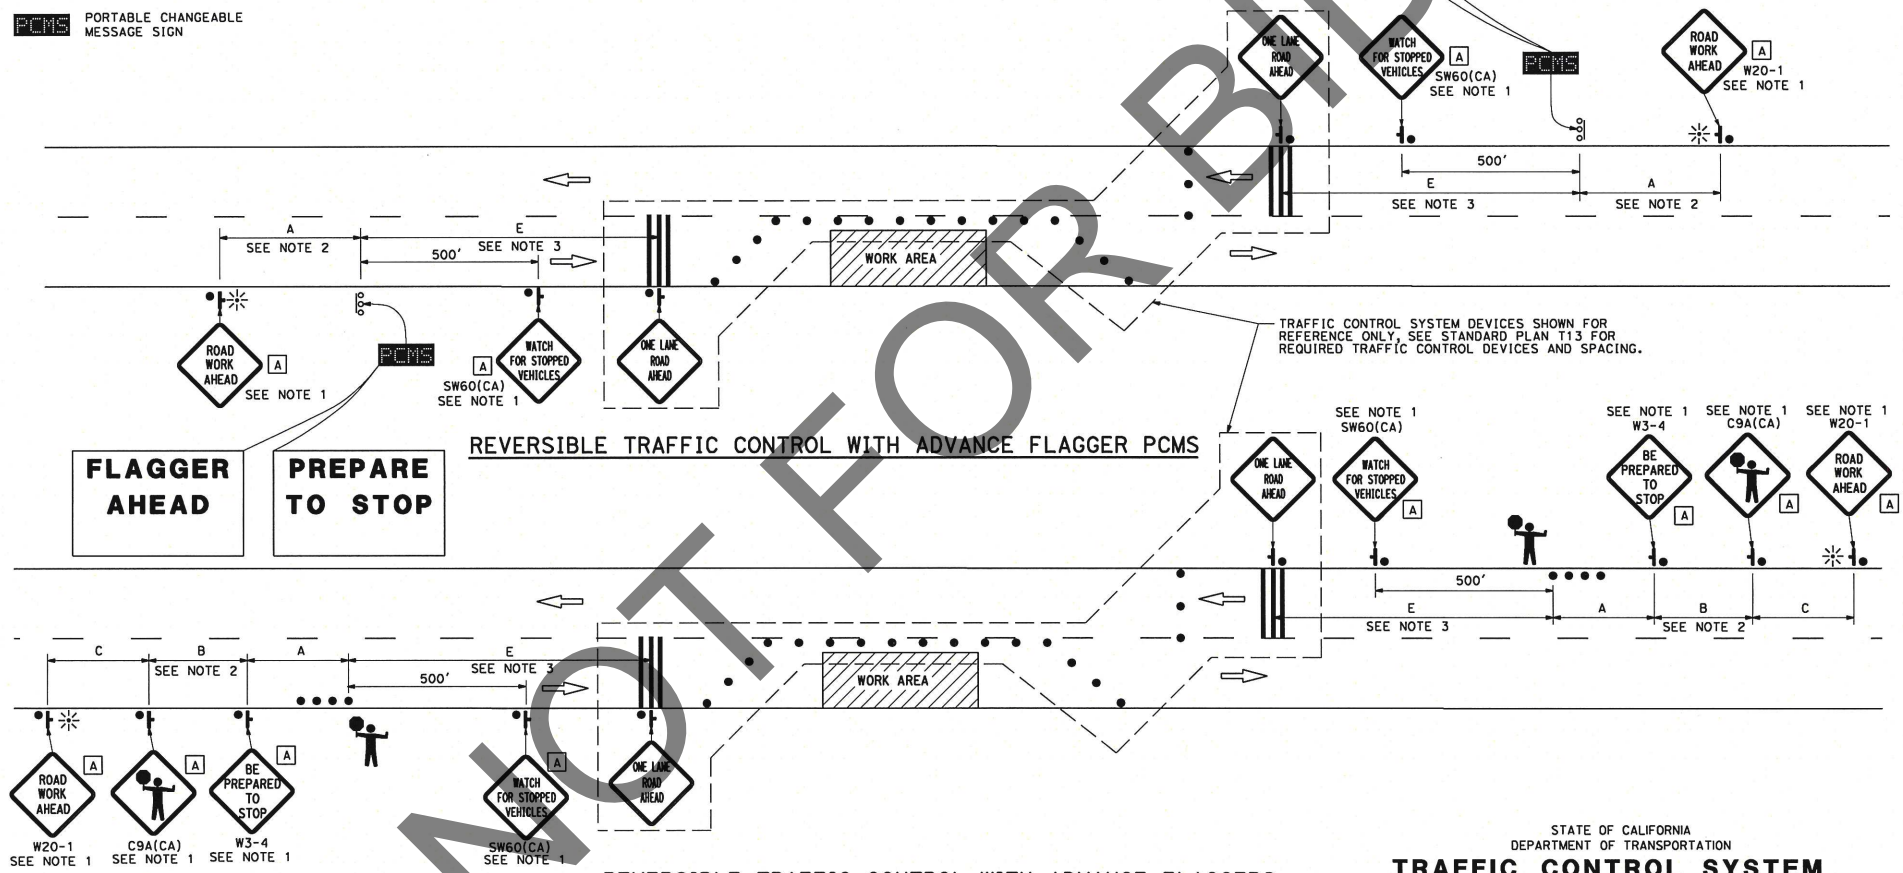 PCMS
PORTABLE CHANGEABLE
MESSAGE SIGN
ONE LANE
ROAD
AHEAD
WATCH
FOR STOPPED
VEHICLES
A
SW60(CA)
SEE NOTE 1
PCMS
ROAD
WORK
AHEAD
A
W20-1
SEE NOTE 1
500'
E
SEE NOTE 3
A
SEE NOTE 2
A
SEE NOTE 2
E
SEE NOTE 3
500'
WORK AREA
ROAD
WORK
AHEAD
A
SEE NOTE 1
PCMS
A
SW60(CA)
SEE NOTE 1
WATCH
FOR STOPPED
VEHICLES
ONE LANE
ROAD
AHEAD
TRAFFIC CONTROL SYSTEM DEVICES SHOWN FOR
REFERENCE ONLY, SEE STANDARD PLAN T13 FOR
REQUIRED TRAFFIC CONTROL DEVICES AND SPACING.
FLAGGER
AHEAD
PREPARE
TO STOP
REVERSIBLE TRAFFIC CONTROL WITH ADVANCE FLAGGER PCMS
ONE LANE
ROAD
AHEAD
SEE NOTE 1
SW60(CA)
WATCH
FOR STOPPED
VEHICLES
A
SEE NOTE 1
W3-4
BE
PREPARED
TO
STOP
A
SEE NOTE 1
C9A(CA)
A
SEE NOTE 1
W20-1
ROAD
WORK
AHEAD
A
500'
E
SEE NOTE 3
A
B
SEE NOTE 2
C
C
B
SEE NOTE 2
A
E
SEE NOTE 3
500'
WORK AREA
ROAD
WORK
AHEAD
A
W20-1
SEE NOTE 1
A
C9A(CA)
SEE NOTE 1
BE
PREPARED
TO
STOP
A
W3-4
SEE NOTE 1
WATCH
FOR STOPPED
VEHICLES
A
SW60(CA)
SEE NOTE 1
ONE LANE
ROAD
AHEAD
REVERSIBLE TRAFFIC CONTROL WITH ADVANCE FLAGGERS
STATE OF CALIFORNIA
DEPARTMENT OF TRANSPORTATION
TRAFFIC CONTROL SYSTEM
NOT FOR BID